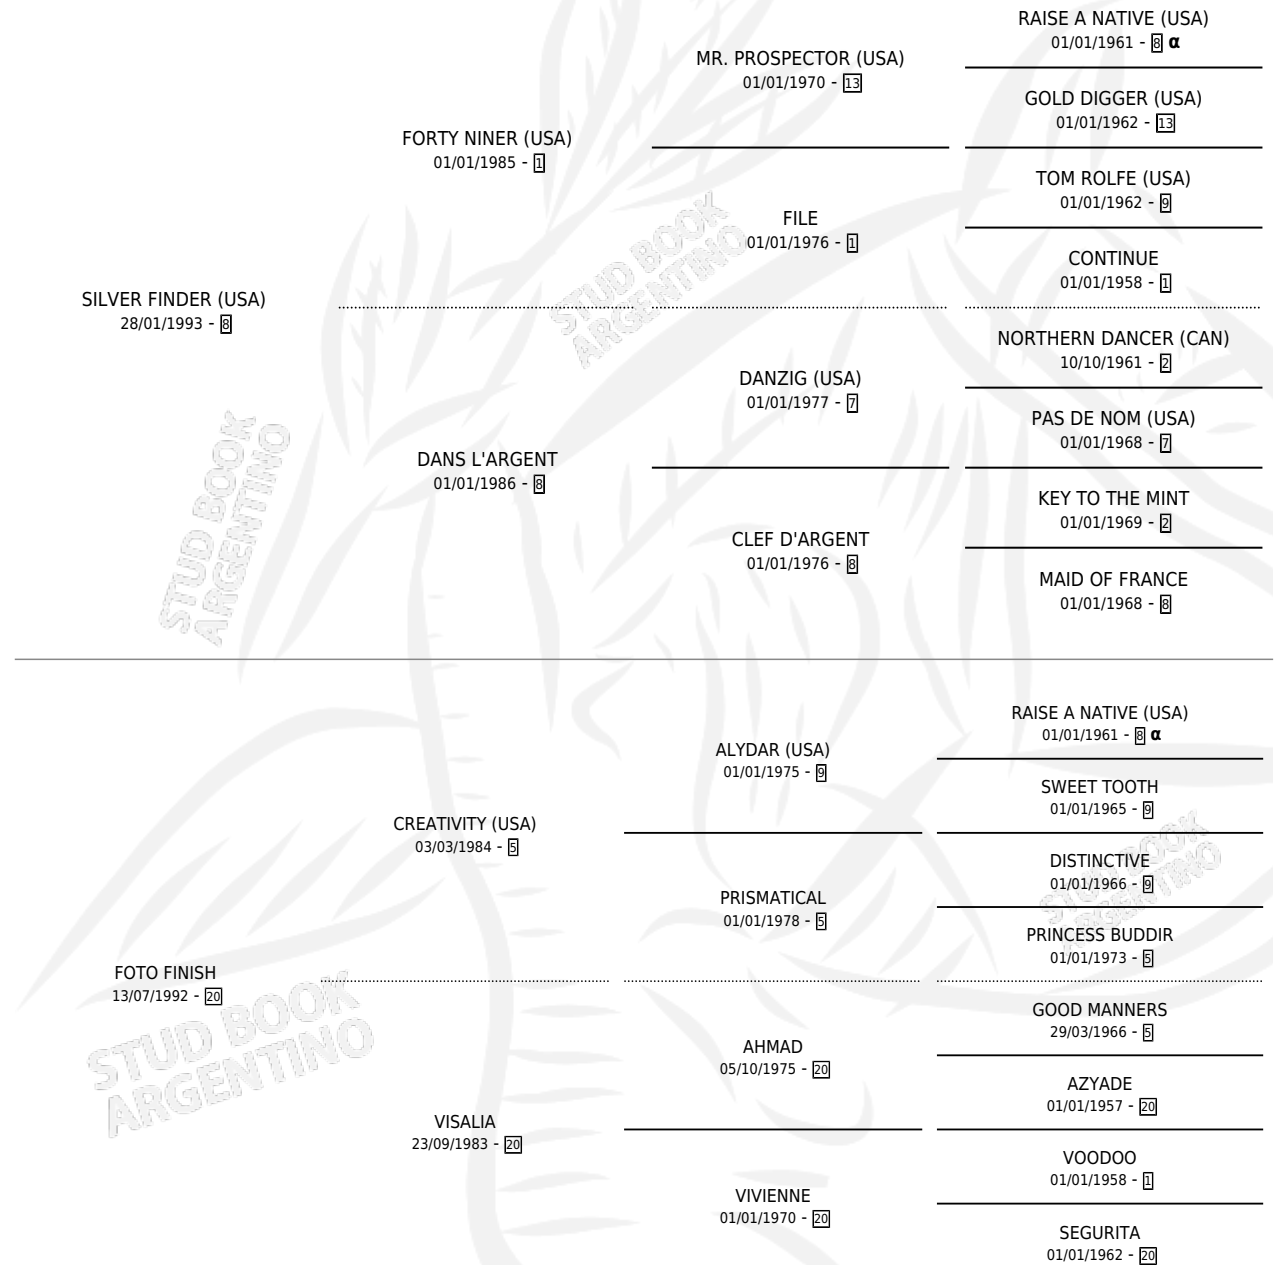 RAISE A NATIVE (USA)
01/01/1961 - 8 α
MR. PROSPECTOR (USA)
01/01/1970 - 13
GOLD DIGGER (USA)
01/01/1962 - 13
FORTY NINER (USA)
01/01/1985 - 1
TOM ROLFE (USA)
01/01/1962 - 9
FILE
01/01/1976 - 1
CONTINUE
01/01/1958 - 1
SILVER FINDER (USA)
28/01/1993 - 8
NORTHERN DANCER (CAN)
10/10/1961 - 2
DANZIG (USA)
01/01/1977 - 7
PAS DE NOM (USA)
01/01/1968 - 7
DANS L'ARGENT
01/01/1986 - 8
KEY TO THE MINT
01/01/1969 - 2
CLEF D'ARGENT
01/01/1976 - 8
MAID OF FRANCE
01/01/1968 - 8
RAISE A NATIVE (USA)
01/01/1961 - 8 α
ALYDAR (USA)
01/01/1975 - 9
SWEET TOOTH
01/01/1965 - 9
CREATIVITY (USA)
03/03/1984 - 5
DISTINCTIVE
01/01/1966 - 9
PRISMATICAL
01/01/1978 - 5
PRINCESS BUDDIR
01/01/1973 - 5
FOTO FINISH
13/07/1992 - 20
GOOD MANNERS
29/03/1966 - 5
AHMAD
05/10/1975 - 20
AZYADE
01/01/1957 - 20
VISALIA
23/09/1983 - 20
VOODOO
01/01/1958 - 1
VIVIENNE
01/01/1970 - 20
SEGURITA
01/01/1962 - 20
STUD BOOK
ARGENTINO
STUD BOOK
ARGENTINO
STUD BOOK
ARGENTINO
STUD BOOK
ARGENTINO